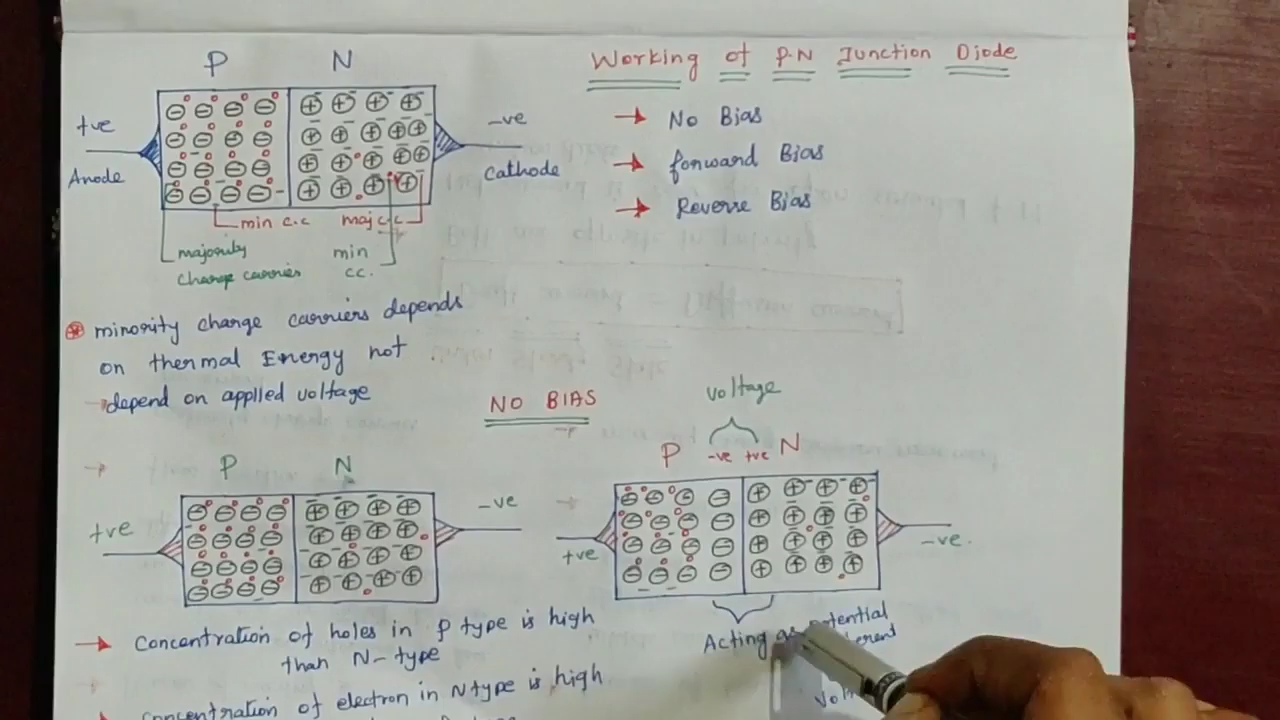 Working of P-N Junction Diode
→ No Bias
→ forward Bias
→ Reverse Bias
P N
+ve
Anode
-ve
Cathode
min c.c maj c.c
majority
charge carrier
min
cc.
minority charge carriers depends
on thermal Energy not
depend on applied voltage
NO BIAS
P N
+ve -ve
voltage
P -ve +ve N
+ve -ve.
Acting as Potential
→ Concentration of holes in p type is high
than N-type
Concentration of electron in N type is high